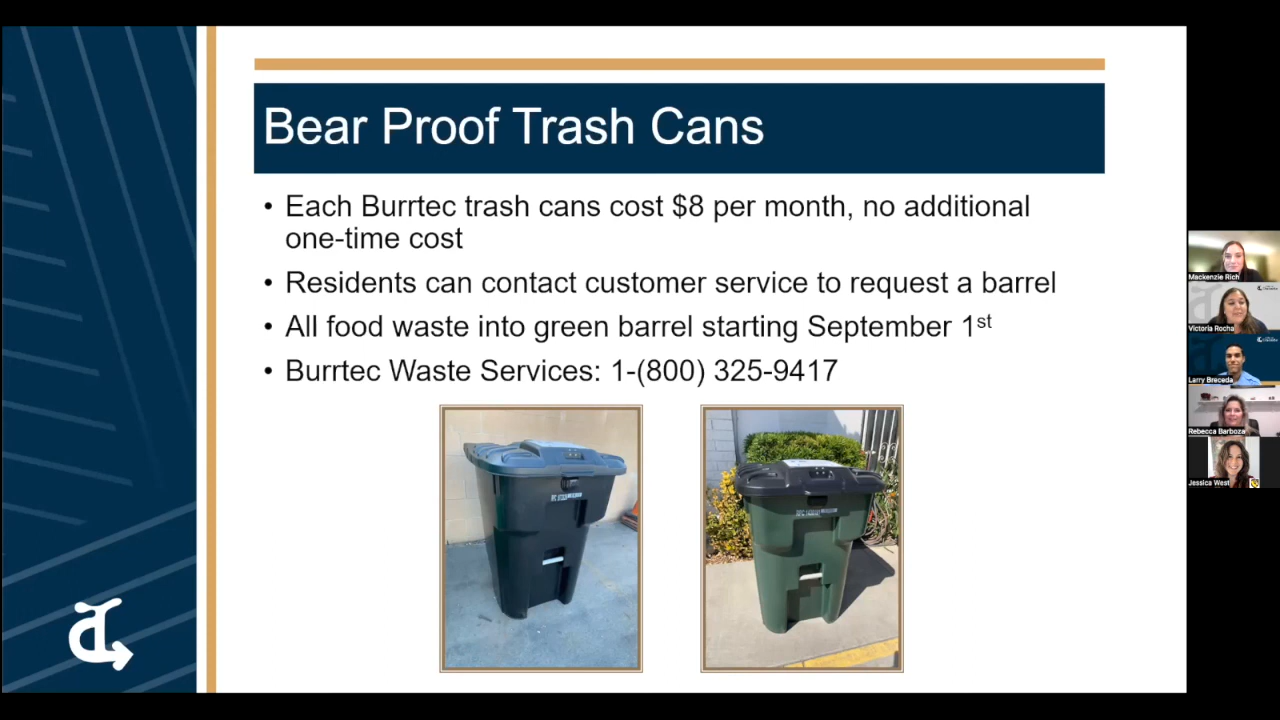 Bear Proof Trash Cans
• Each Burrtec trash cans cost $8 per month, no additional
one-time cost
• Residents can contact customer service to request a barrel
• All food waste into green barrel starting September 1st
• Burrtec Waste Services: 1-(800) 325-9417
Mackenzie Rich
Victoria Rocha
Larry Breceda
Rebecca Barboza
Jessica West